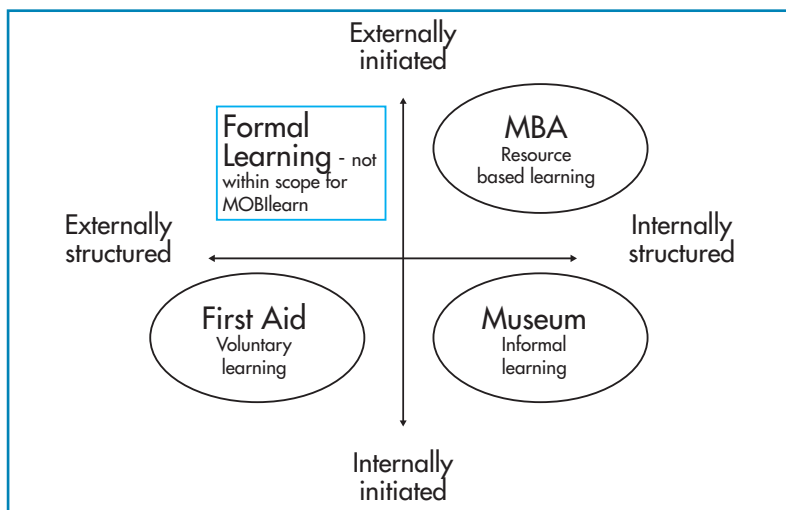 Externally
initiated
Formal
Learning - not
within scope for
MOBIlearn
MBA
Resource
based learning
Externally
structured
Internally
structured
First Aid
Voluntary
learning
Museum
Informal
learning
Internally
initiated